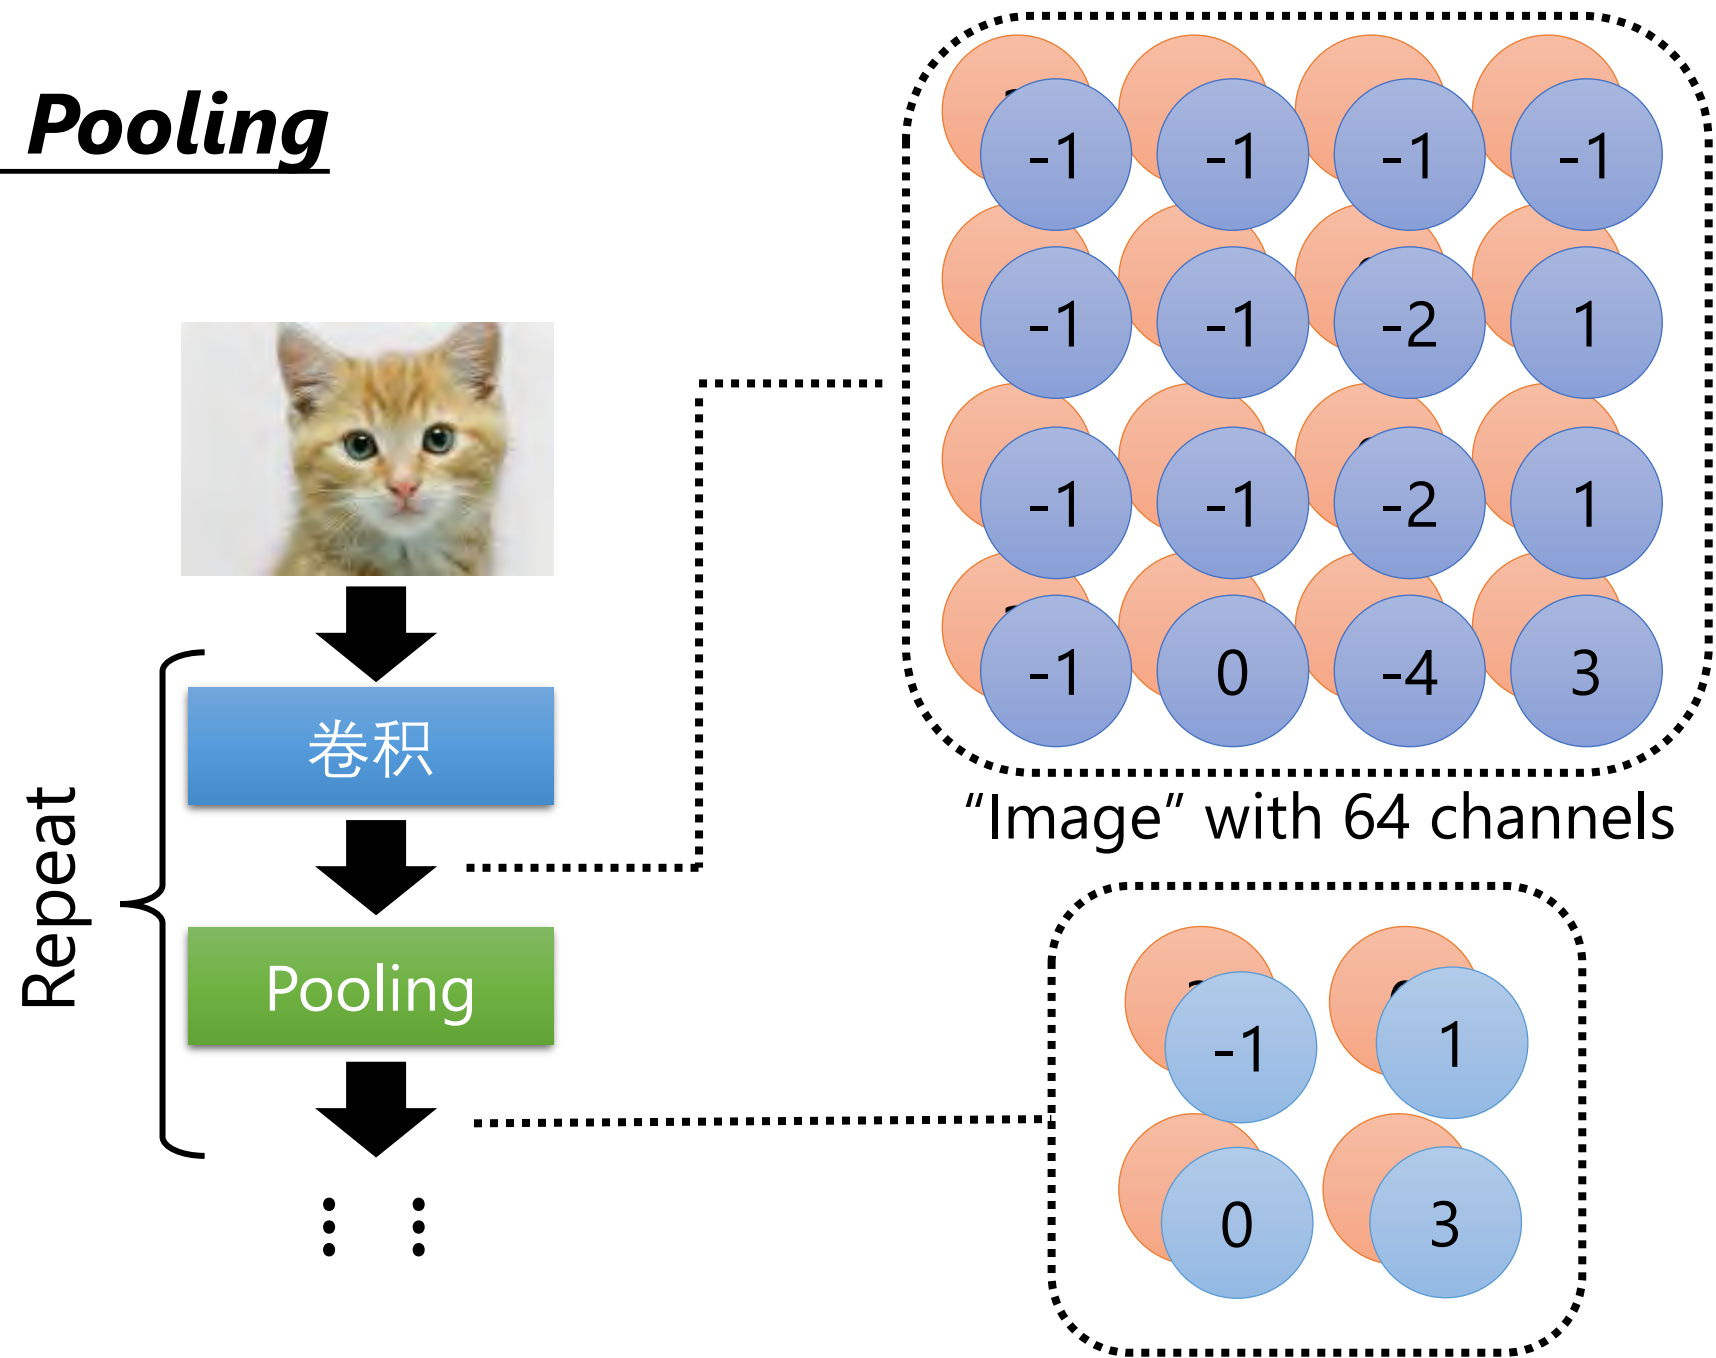 Pooling
-1 -1 -1 -1
-1 -1 -2 1
-1 -1 -2 1
-1 0 -4 3
“Image” with 64 channels
Repeat
卷积
Pooling
-1 1
0 3